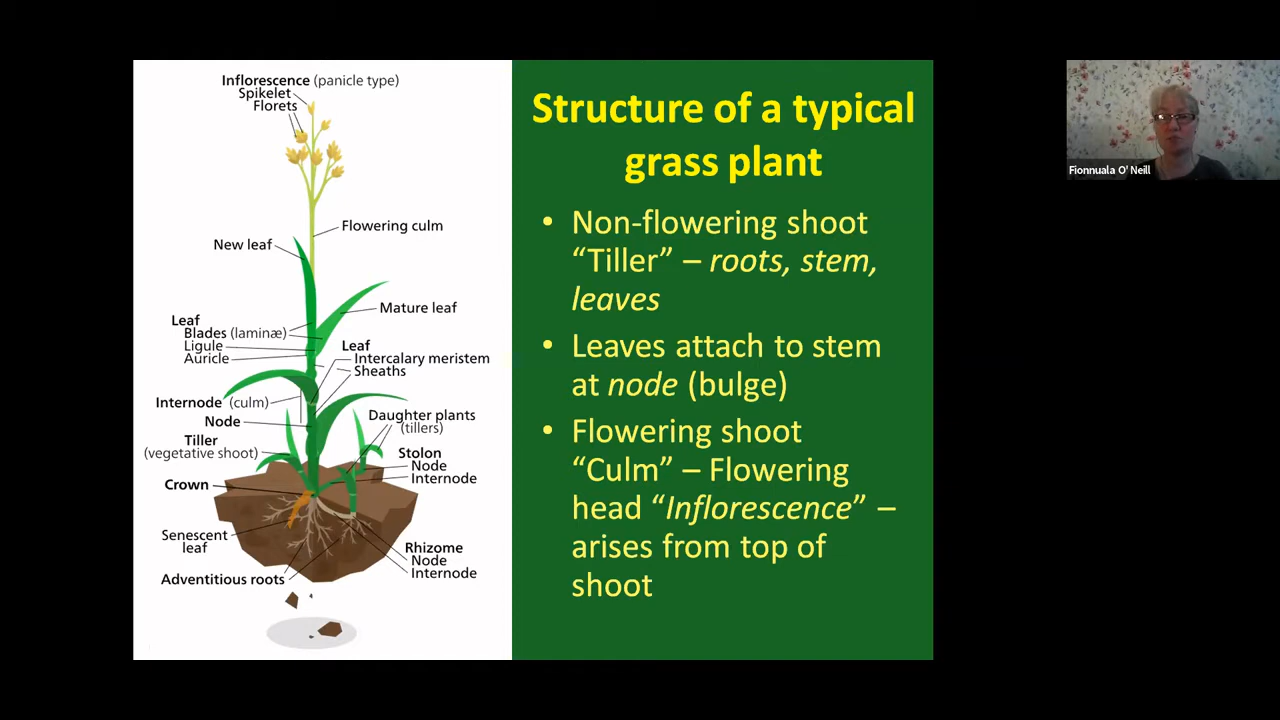 Inflorescence (panicle type)
Spikelet
Florets
Flowering culm
New leaf
Mature leaf
Leaf
Blades (laminæ)
Ligule
Auricle
Leaf
Intercalary meristem
Sheaths
Internode (culm)
Node
Daughter plants
(tillers)
Tiller
(vegetative shoot)
Stolon
Node
Internode
Crown
Senescent
leaf
Rhizome
Node
Internode
Adventitious roots
Structure of a typical
grass plant
• Non-flowering shoot
“Tiller” – roots, stem,
leaves
• Leaves attach to stem
at node (bulge)
• Flowering shoot
“Culm” – Flowering
head “Inflorescence” –
arises from top of
shoot
Fionnuala O' Neill